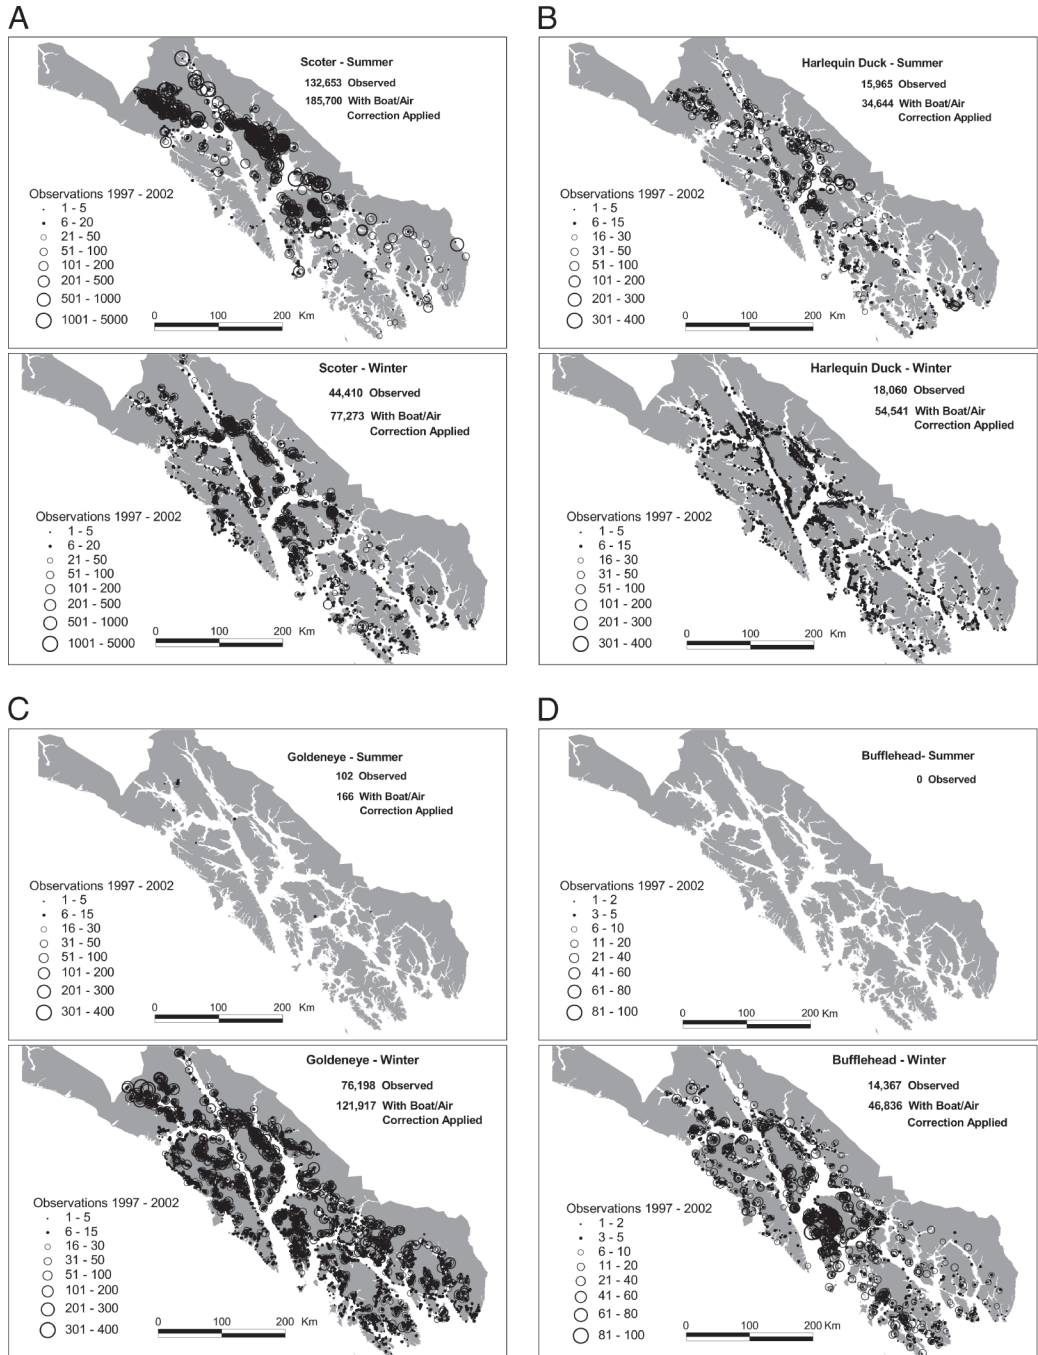 A
Scoter - Summer
132,653 Observed
185,700 With Boat/Air
Correction Applied
Observations 1997 - 2002
1 - 5
6 - 20
21 - 50
51 - 100
101 - 200
201 - 500
501 - 1000
1001 - 5000
0 100 200 Km
Scoter - Winter
44,410 Observed
77,273 With Boat/Air
Correction Applied
Observations 1997 - 2002
1 - 5
6 - 20
21 - 50
51 - 100
101 - 200
201 - 500
501 - 1000
1001 - 5000
0 100 200 Km
B
Harlequin Duck - Summer
15,965 Observed
34,644 With Boat/Air
Correction Applied
Observations 1997 - 2002
1 - 5
6 - 15
16 - 30
31 - 50
51 - 100
101 - 200
201 - 300
301 - 400
0 100 200 Km
Harlequin Duck - Winter
18,060 Observed
54,541 With Boat/Air
Correction Applied
Observations 1997 - 2002
1 - 5
6 - 15
16 - 30
31 - 50
51 - 100
101 - 200
201 - 300
301 - 400
0 100 200 Km
C
Goldeneye - Summer
102 Observed
166 With Boat/Air
Correction Applied
Observations 1997 - 2002
1 - 5
6 - 15
16 - 30
31 - 50
51 - 100
101 - 200
201 - 300
301 - 400
0 100 200 Km
Goldeneye - Winter
76,198 Observed
121,917 With Boat/Air
Correction Applied
Observations 1997 - 2002
1 - 5
6 - 15
16 - 30
31 - 50
51 - 100
101 - 200
201 - 300
301 - 400
0 100 200 Km
D
Bufflehead- Summer
0 Observed
Observations 1997 - 2002
1 - 2
3 - 5
6 - 10
11 - 20
21 - 40
41 - 60
61 - 80
81 - 100
0 100 200 Km
Bufflehead - Winter
14,367 Observed
46,836 With Boat/Air
Correction Applied
Observations 1997 - 2002
1 - 2
3 - 5
6 - 10
11 - 20
21 - 40
41 - 60
61 - 80
81 - 100
0 100 200 Km